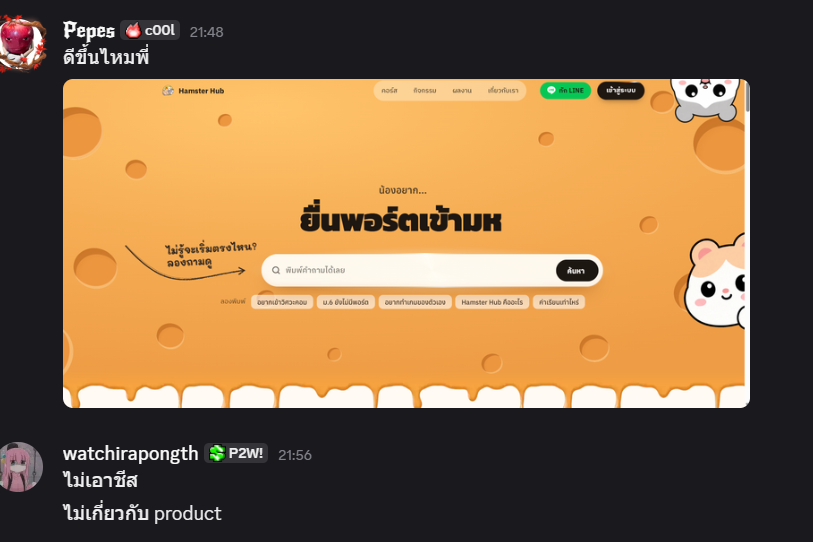 Pepes c00l 21:48
ดีขึ้นไหมพี่
Hamster Hub
คอร์ส กิจกรรม ผลงาน เกี่ยวกับเรา
ทัก LINE
เข้าสู่ระบบ
น้องอยาก...
ยื่นพอร์ตเข้ามห
ไม่รู้จะเริ่มตรงไหน?
ลองถามดู
พิมพ์คำถามได้เลย
ค้นหา
ลองพิมพ์ อยากเข้าวิศวะคอม ม.6 ยังไม่มีพอร์ต อยากทำเกมของตัวเอง Hamster Hub คืออะไร ค่าเรียนเท่าไหร่
watchirapongth P2W! 21:56
ไม่เอาชีส
ไม่เกี่ยวกับ product